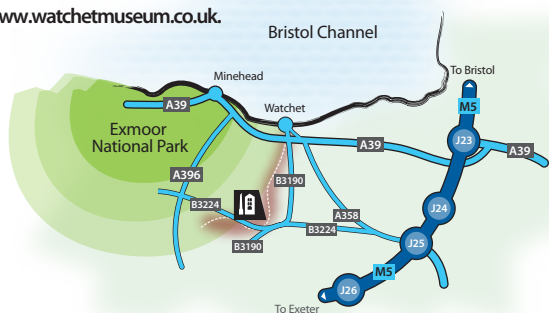 www.watchetmuseum.co.uk.
Bristol Channel
To Bristol
Minehead
M5
A39
Watchet
Exmoor
National Park
J23
A39
A39
A396
B3190
B3224
J24
A358
B3224
B3190
J25
M5
J26
To Exeter